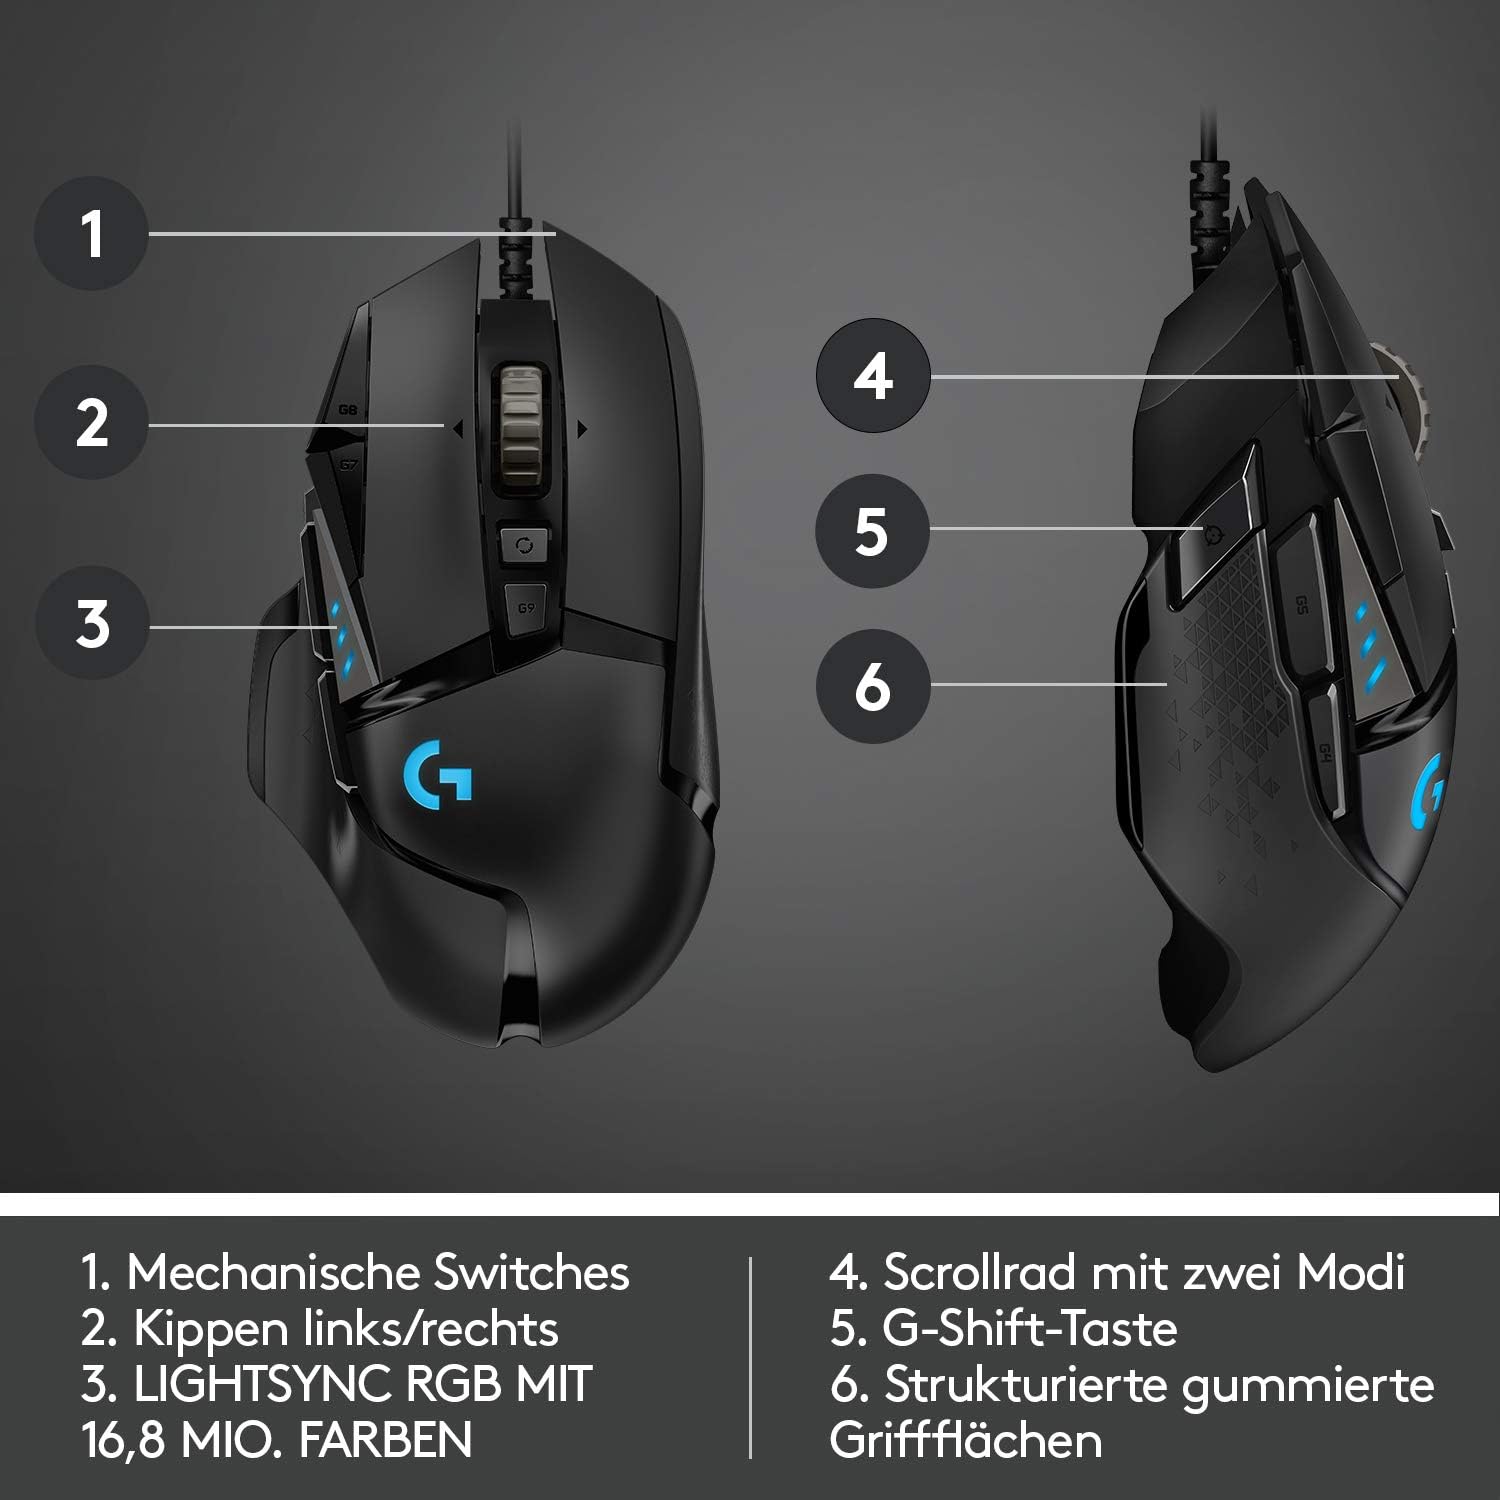 1
2
3
4
5
6
G8
G7
G9
G5
G4
G
G
1. Mechanische Switches
2. Kippen links/rechts
3. LIGHTSYNC RGB MIT
16,8 MIO. FARBEN
4. Scrollrad mit zwei Modi
5. G-Shift-Taste
6. Strukturierte gummierte
Griffflächen